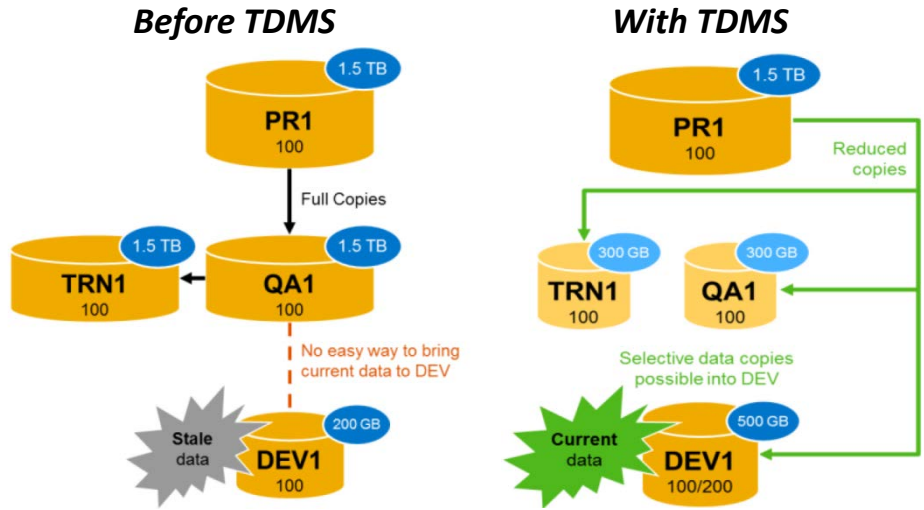 Before TDMS
1.5 TB
PR1
100
Full Copies
1.5 TB
TRN1
100
1.5 TB
QA1
100
No easy way to bring
current data to DEV
Stale
data
200 GB
DEV1
100
With TDMS
1.5 TB
PR1
100
Reduced
copies
300 GB
TRN1
100
300 GB
QA1
100
Selective data copies
possible into DEV
Current
data
500 GB
DEV1
100/200